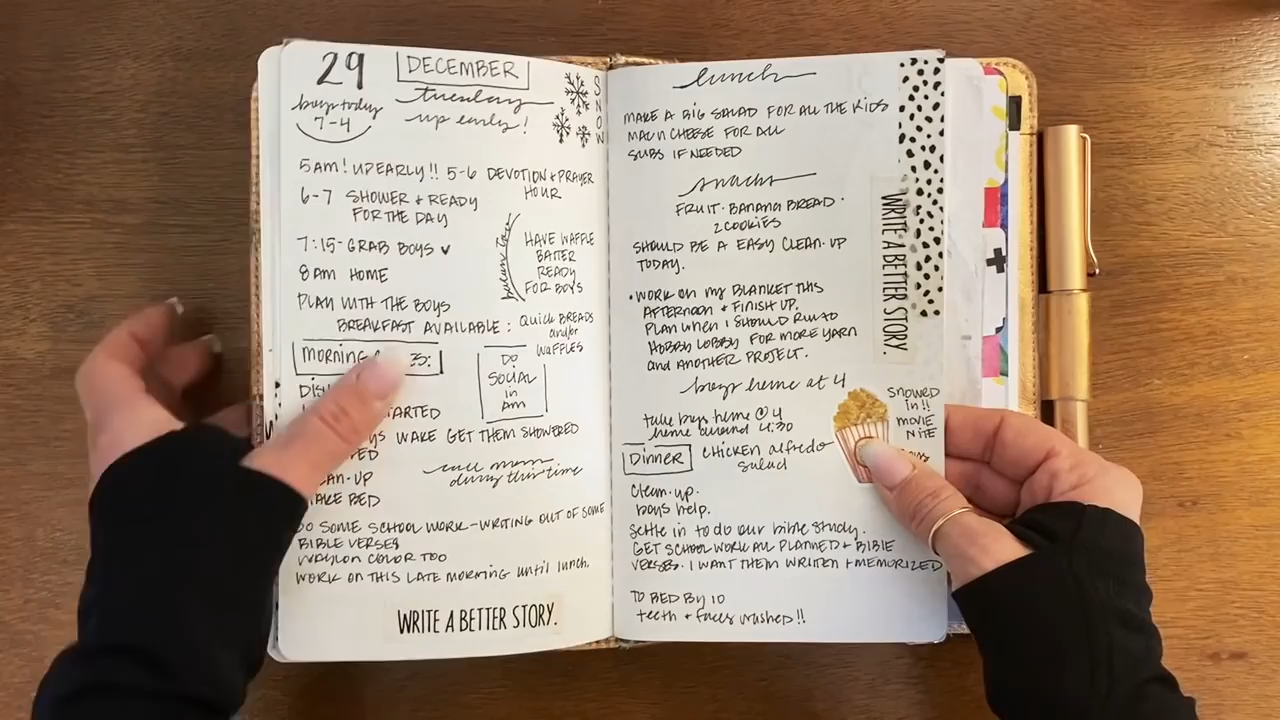 29
DECEMBER
boys today
7-4
tuesday
up early!
SNOW
5AM! UP EARLY!! 5-6 DEVOTION + PRAYER
HOUR
6-7 SHOWER + READY
FOR THE DAY
7:15- GRAB BOYS
8AM HOME
HAVE WAFFLE
BATTER
READY
FOR BOYS
PLAY WITH THE BOYS
BREAKFAST AVAILABLE: QUICK BREADS
and/or
WAFFLES
MORNING
DO
SOCIAL
in
pm
STARTED
WAKE GET THEM SHOWERED
call mom
during this time
BED
DO SOME SCHOOL WORK - WRITING OUT OF SOME
BIBLE VERSES
WAYLON COLOR TOO
WORK ON THIS LATE MORNING UNTIL LUNCH.
WRITE A BETTER STORY.
lunch
MAKE A BIG SALAD FOR ALL THE KIDS
MAC N CHEESE FOR ALL
SUBS IF NEEDED
snacks
FRUIT · BANANA BREAD ·
2 COOKIES
SHOULD BE A EASY CLEAN-UP
TODAY.
• WORK ON MY BLANKET THIS
AFTERNOON + FINISH UP.
PLAN WHEN I SHOULD RUN TO
HOBBY LOBBY FOR MORE YARN
and ANOTHER PROJECT.
WRITE A BETTER STORY.
boys home at 4
take boys home @ 4
home around 4:30
SNOWED
in!!
MOVIE
NITE
DINNER
CHICKEN alfredo
salad
Clean-up.
boys help.
Settle in to do our bible study.
GET SCHOOL WORK ALL PLANNED + BIBLE
VERSES. I WANT THEM WRITTEN + MEMORIZED
TO BED BY 10
teeth + faces washed!!